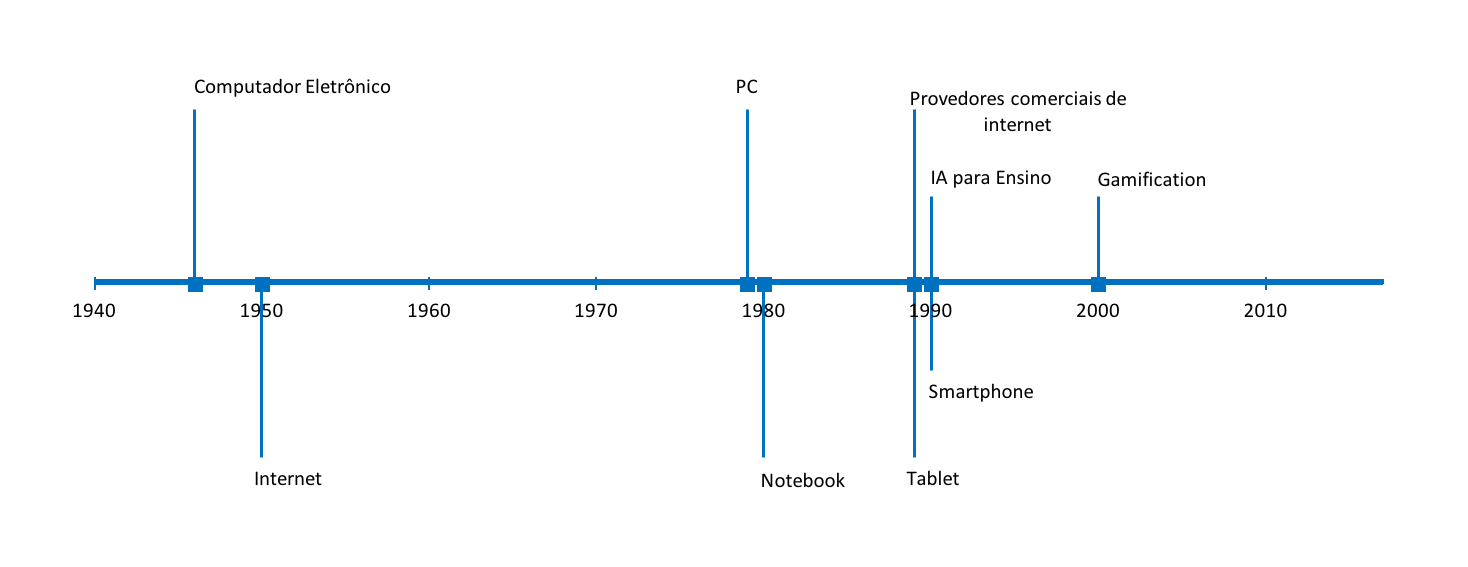 Computador Eletrônico
PC
Provedores comerciais de
internet
IA para Ensino
Gamification
1940
1950
1960
1970
1980
1990
2000
2010
Smartphone
Internet
Notebook
Tablet